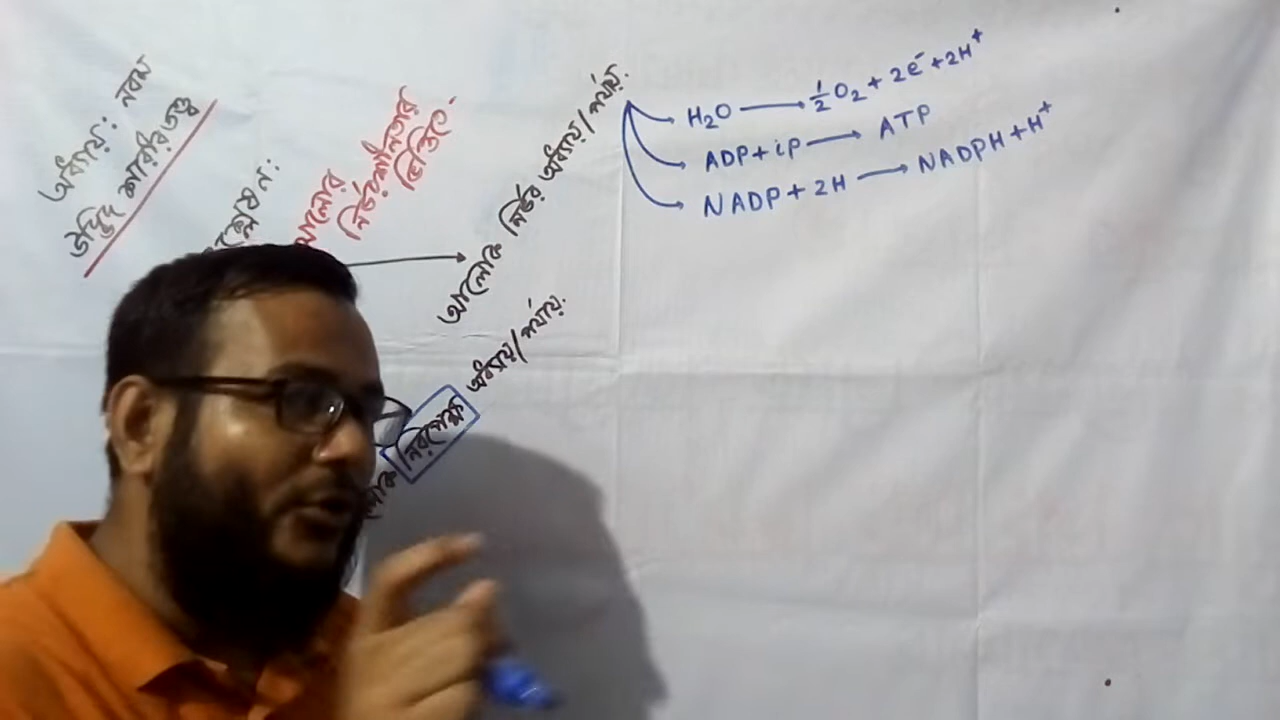 অধ্যায়: নবম
উদ্ভিদ শারীরতত্ত্ব
আলোর
নির্ভরশীলতার
ভিত্তিতে.
আলোক নির্ভর অধ্যায়/পর্যায়.
H₂O → ½O₂ + 2e⁻ + 2H⁺
ADP + iP → ATP
NADP + 2H → NADPH + H⁺
নিরপেক্ষ অধ্যায়/পর্যায়.